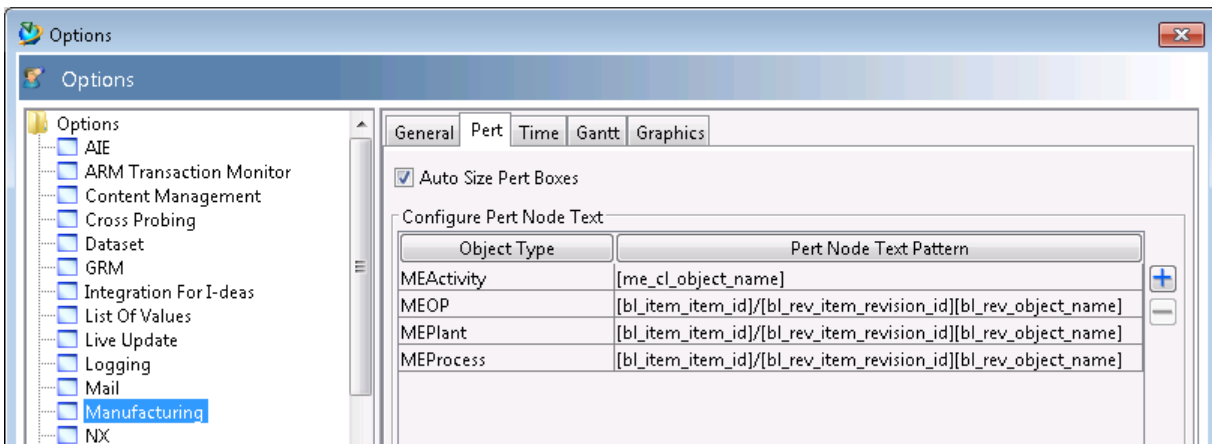 Options
Options
Options
AIE
ARM Transaction Monitor
Content Management
Cross Probing
Dataset
GRM
Integration For I-deas
List Of Values
Live Update
Logging
Mail
Manufacturing
NX
General Pert Time Gantt Graphics
Auto Size Pert Boxes
Configure Pert Node Text
Object Type Pert Node Text Pattern
MEActivity [me_cl_object_name]
MEOP [bl_item_item_id]/[bl_rev_item_revision_id][bl_rev_object_name]
MEPlant [bl_item_item_id]/[bl_rev_item_revision_id][bl_rev_object_name]
MEProcess [bl_item_item_id]/[bl_rev_item_revision_id][bl_rev_object_name]